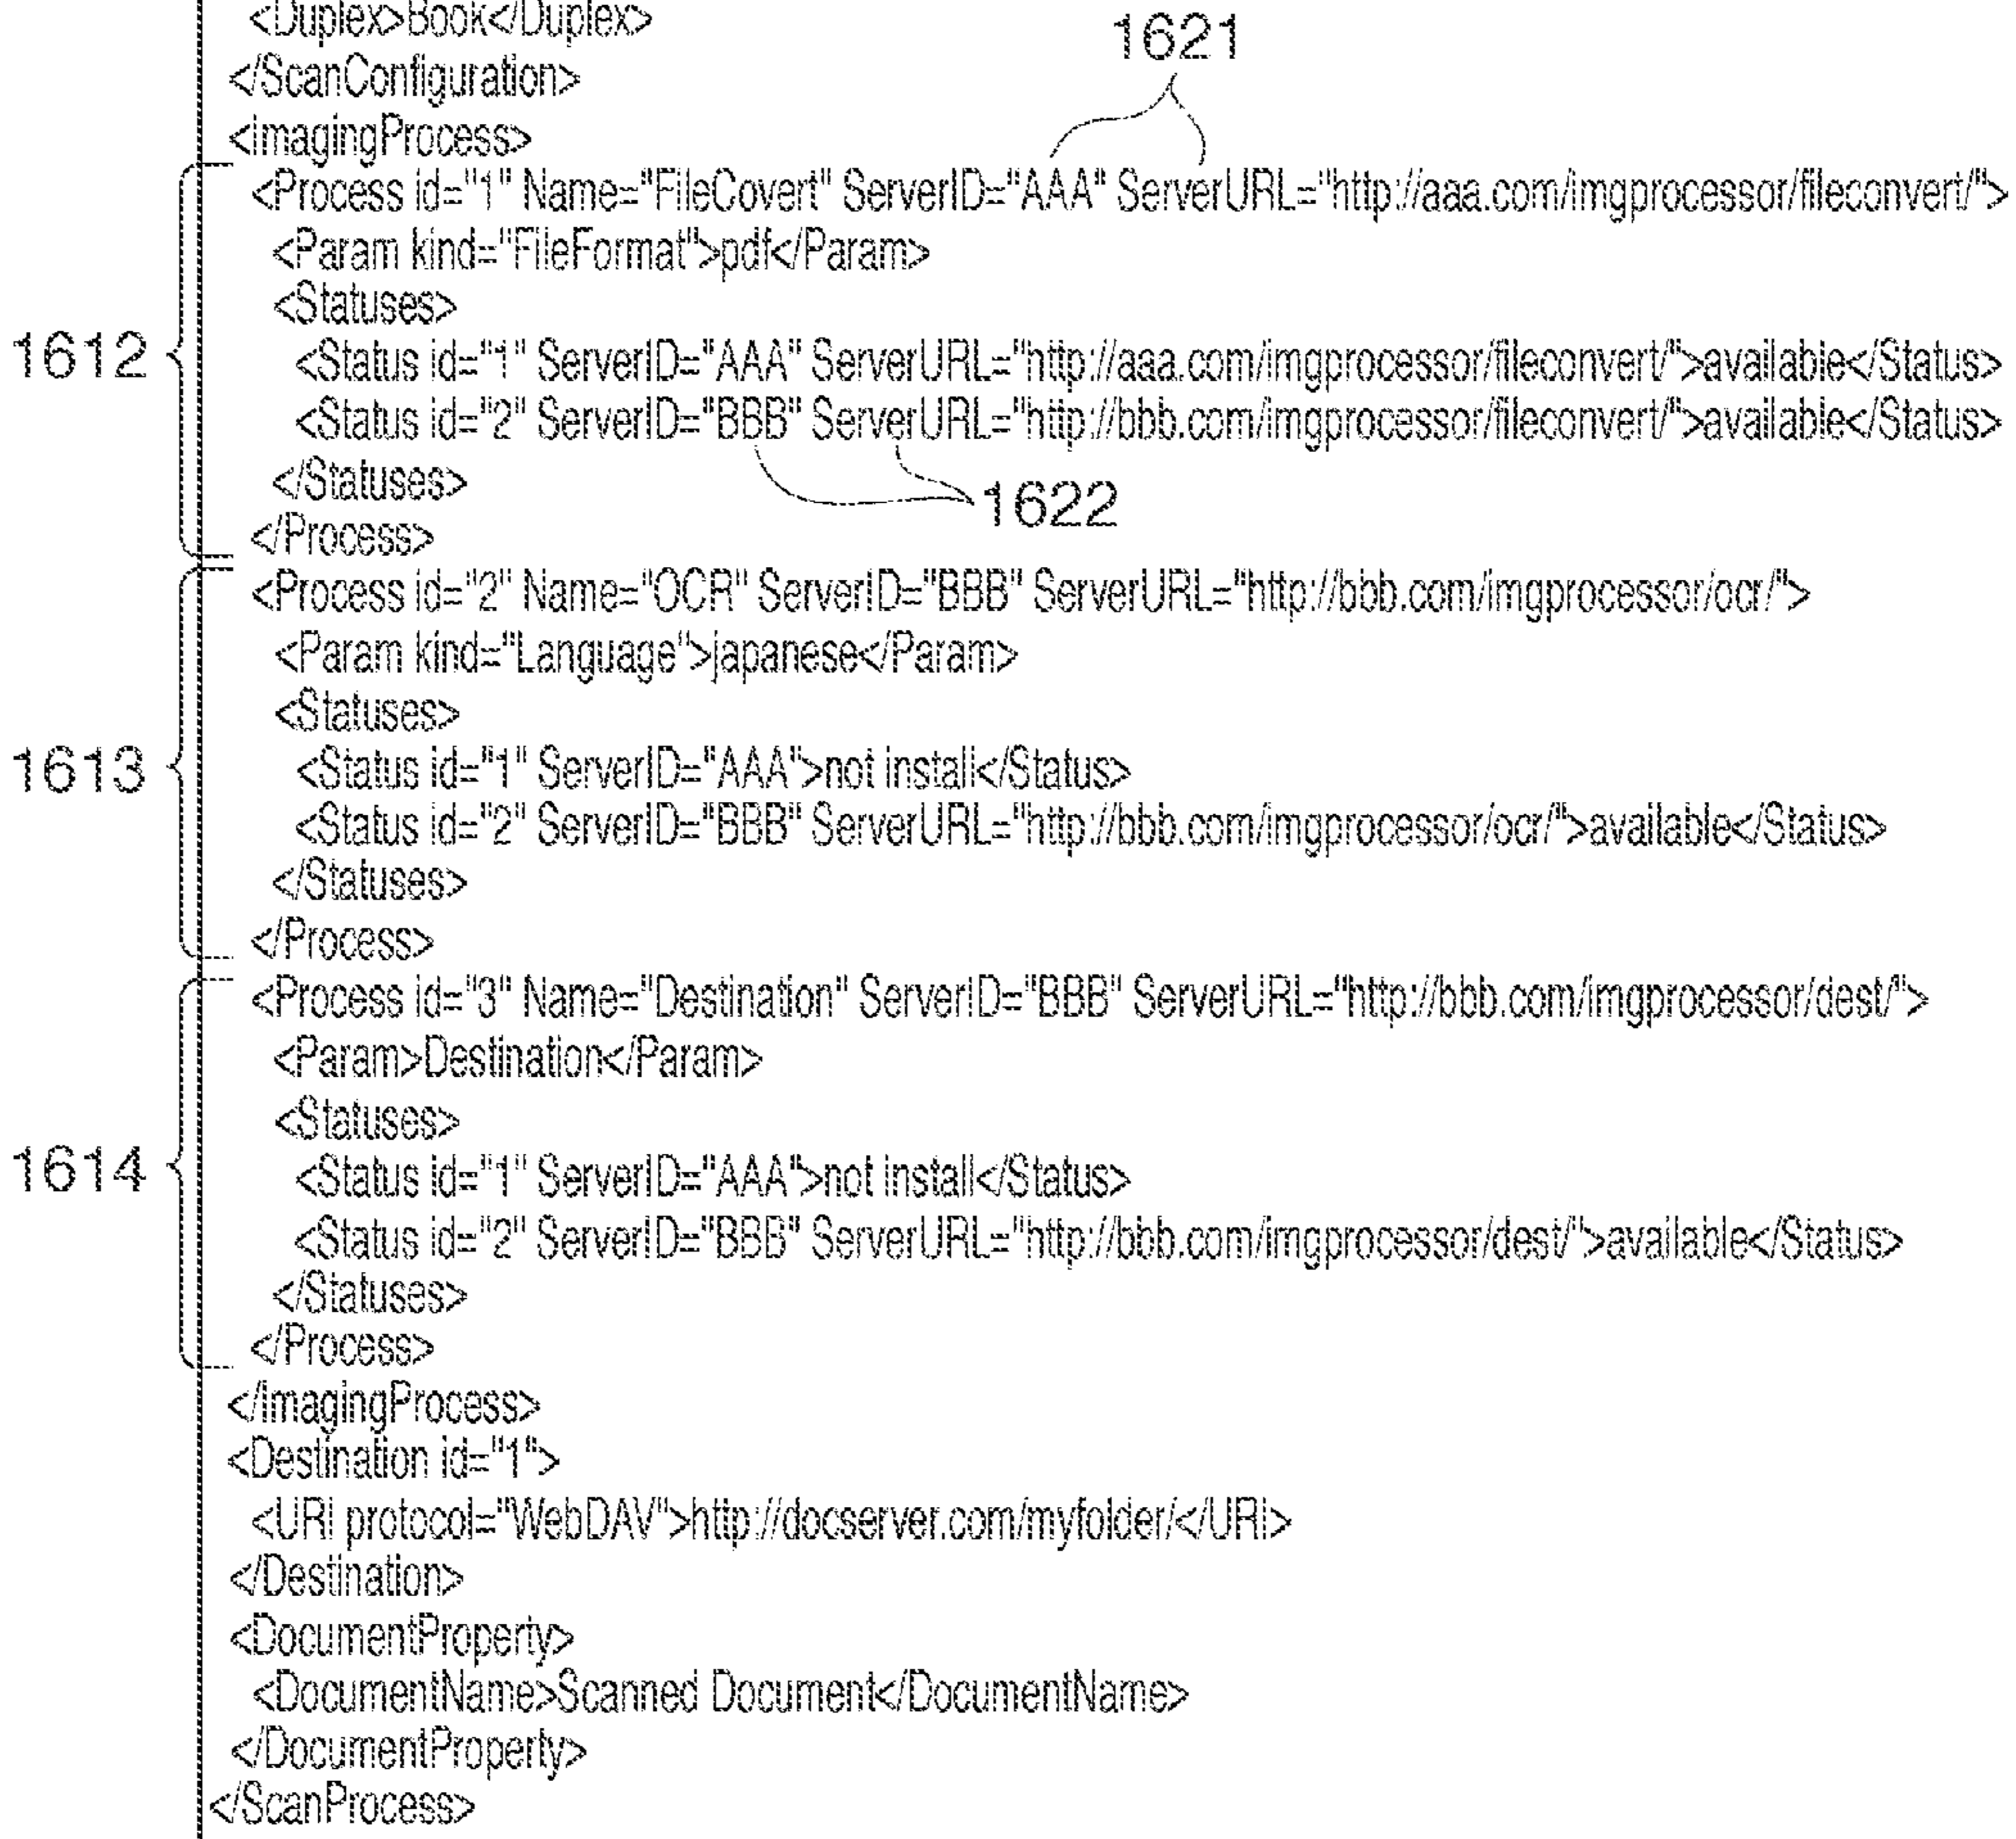 <Duplex>Book</Duplex>
1621
</ScanConfiguration>
<ImagingProcess>
<Process id="1" Name="FileCovert" ServerID="AAA" ServerURL="http://aaa.com/imgprocessor/fileconvert/">
<Param kind="FileFormat">pdf</Param>
<Statuses>
1612
<Status id="1" ServerID="AAA" ServerURL="http://aaa.com/imgprocessor/fileconvert/">available</Status>
<Status id="2" ServerID="BBB" ServerURL="http://bbb.com/imgprocessor/fileconvert/">available</Status>
</Statuses>
1622
</Process>
<Process id="2" Name="OCR" ServerID="BBB" ServerURL="http://bbb.com/imgprocessor/ocr/">
<Param kind="Language">japanese</Param>
<Statuses>
1613
<Status id="1" ServerID="AAA">not install</Status>
<Status id="2" ServerID="BBB" ServerURL="http://bbb.com/imgprocessor/ocr/">available</Status>
</Statuses>
</Process>
<Process id="3" Name="Destination" ServerID="BBB" ServerURL="http://bbb.com/imgprocessor/dest/">
<Param>Destination</Param>
<Statuses>
1614
<Status id="1" ServerID="AAA">not install</Status>
<Status id="2" ServerID="BBB" ServerURL="http://bbb.com/imgprocessor/dest/">available</Status>
</Statuses>
</Process>
</ImagingProcess>
<Destination id="1">
<URI protocol="WebDAV">http://docserver.com/myfolder/</URI>
</Destination>
<DocumentProperty>
<DocumentName>Scanned Document</DocumentName>
</DocumentProperty>
</ScanProcess>